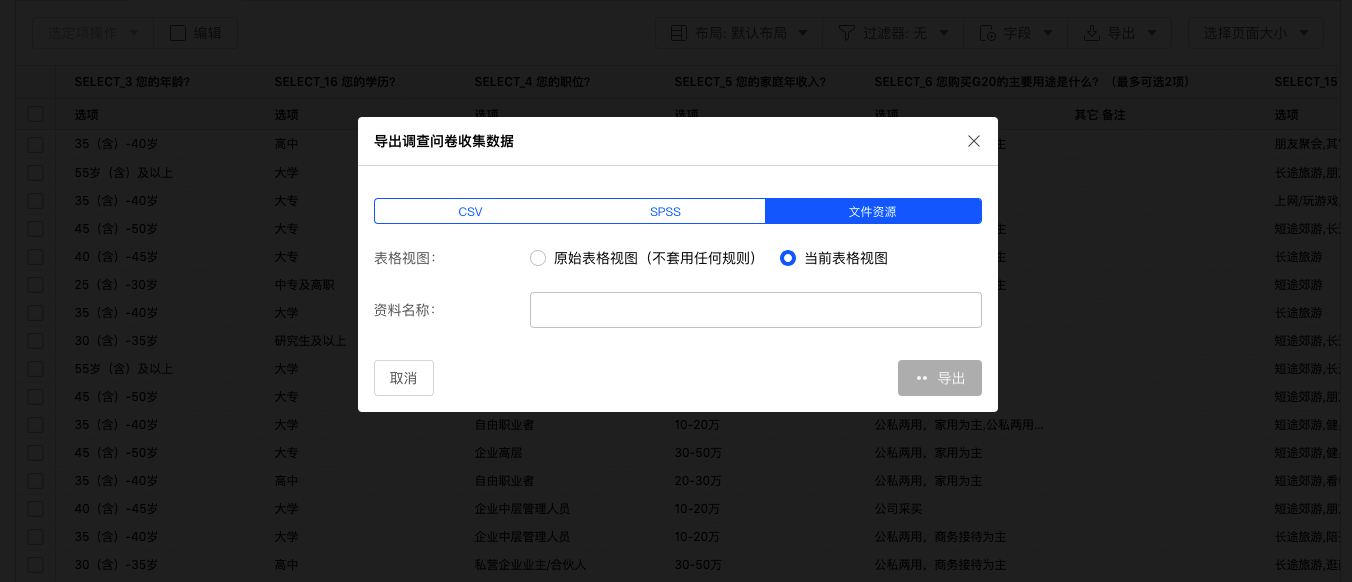 选定项操作 编辑 布局: 默认布局 过滤器: 无 字段 导出 选择页面大小
SELECT_3 您的年龄? SELECT_16 您的学历? SELECT_4 您的职位? SELECT_5 您的家庭年收入? SELECT_6 您购买G20的主要用途是什么? （最多可选2项） SELECT_15
选项 选项 选项 选项 选项 其它 备注 选项
导出调查问卷收集数据
35（含）-40岁 高中 主 朋友聚会,其
55岁（含）及以上 大学 长途旅游,朋
35（含）-40岁 大专 上网/玩游戏
CSV SPSS 文件资源
45（含）-50岁 大专 主 短途郊游,长
40（含）-45岁 大专 主 长途旅游
表格视图: 原始表格视图（不套用任何规则） 当前表格视图
25（含）-30岁 中专及高职 主 短途郊游
35（含）-40岁 大学 长途旅游
资料名称:
30（含）-35岁 研究生及以上 短途郊游,长
55岁（含）及以上 大学 短途郊游,长
取消 导出
45（含）-50岁 大专 短途郊游,朋
35（含）-40岁 大学 自由职业者 10-20万 公私两用，家用为主,公私两用... 短途郊游,健
45（含）-50岁 大专 企业高层 30-50万 公私两用，家用为主 短途郊游,健
35（含）-40岁 高中 自由职业者 20-30万 公私两用，家用为主 短途郊游,看
40（含）-45岁 大学 企业中层管理人员 10-20万 公司采买 短途郊游,朋
35（含）-40岁 大学 企业中层管理人员 10-20万 公私两用，商务接待为主 长途旅游,陪
30（含）-35岁 高中 私营企业业主/合伙人 30-50万 公私两用，商务接待为主 长途旅游,逛